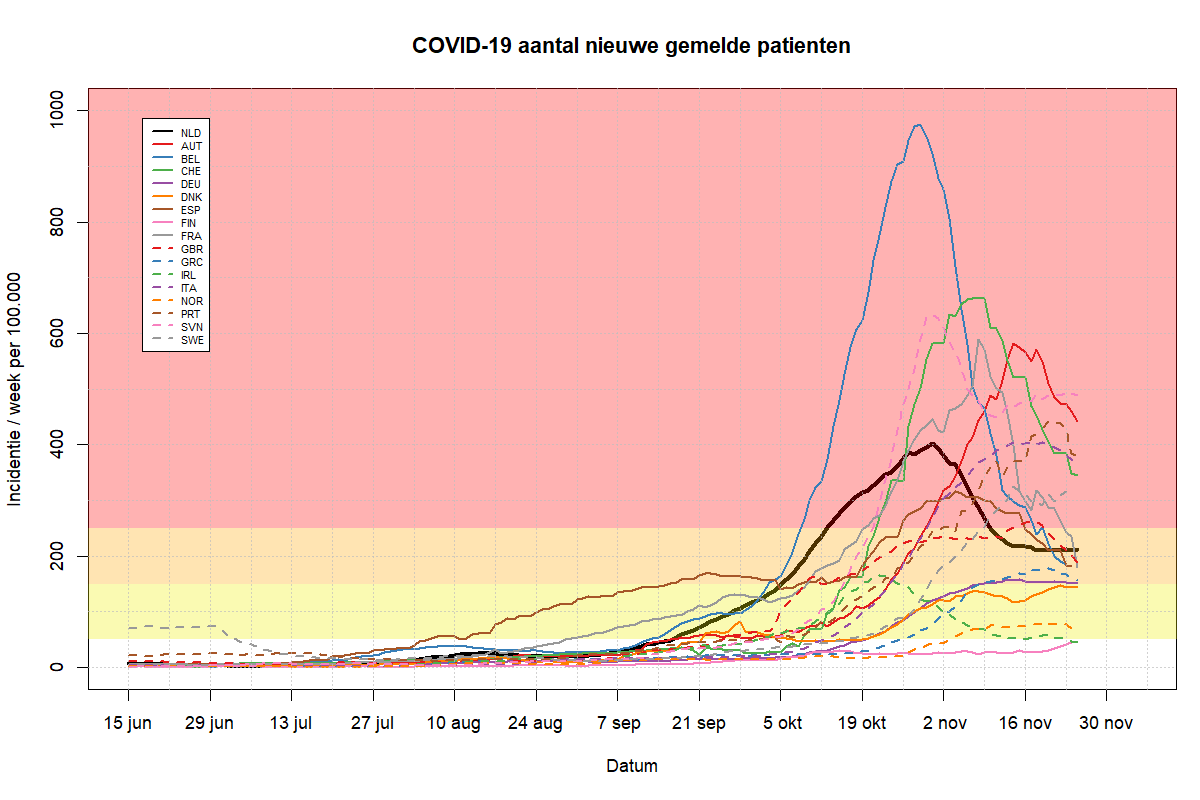 COVID-19 aantal nieuwe gemelde patienten
Incidentie / week per 100.000
1000
800
600
400
200
0
NLD
AUT
BEL
CHE
DEU
DNK
ESP
FIN
FRA
GBR
GRC
IRL
ITA
NOR
PRT
SVN
SWE
15 jun 29 jun 13 jul 27 jul 10 aug 24 aug 7 sep 21 sep 5 okt 19 okt 2 nov 16 nov 30 nov
Datum